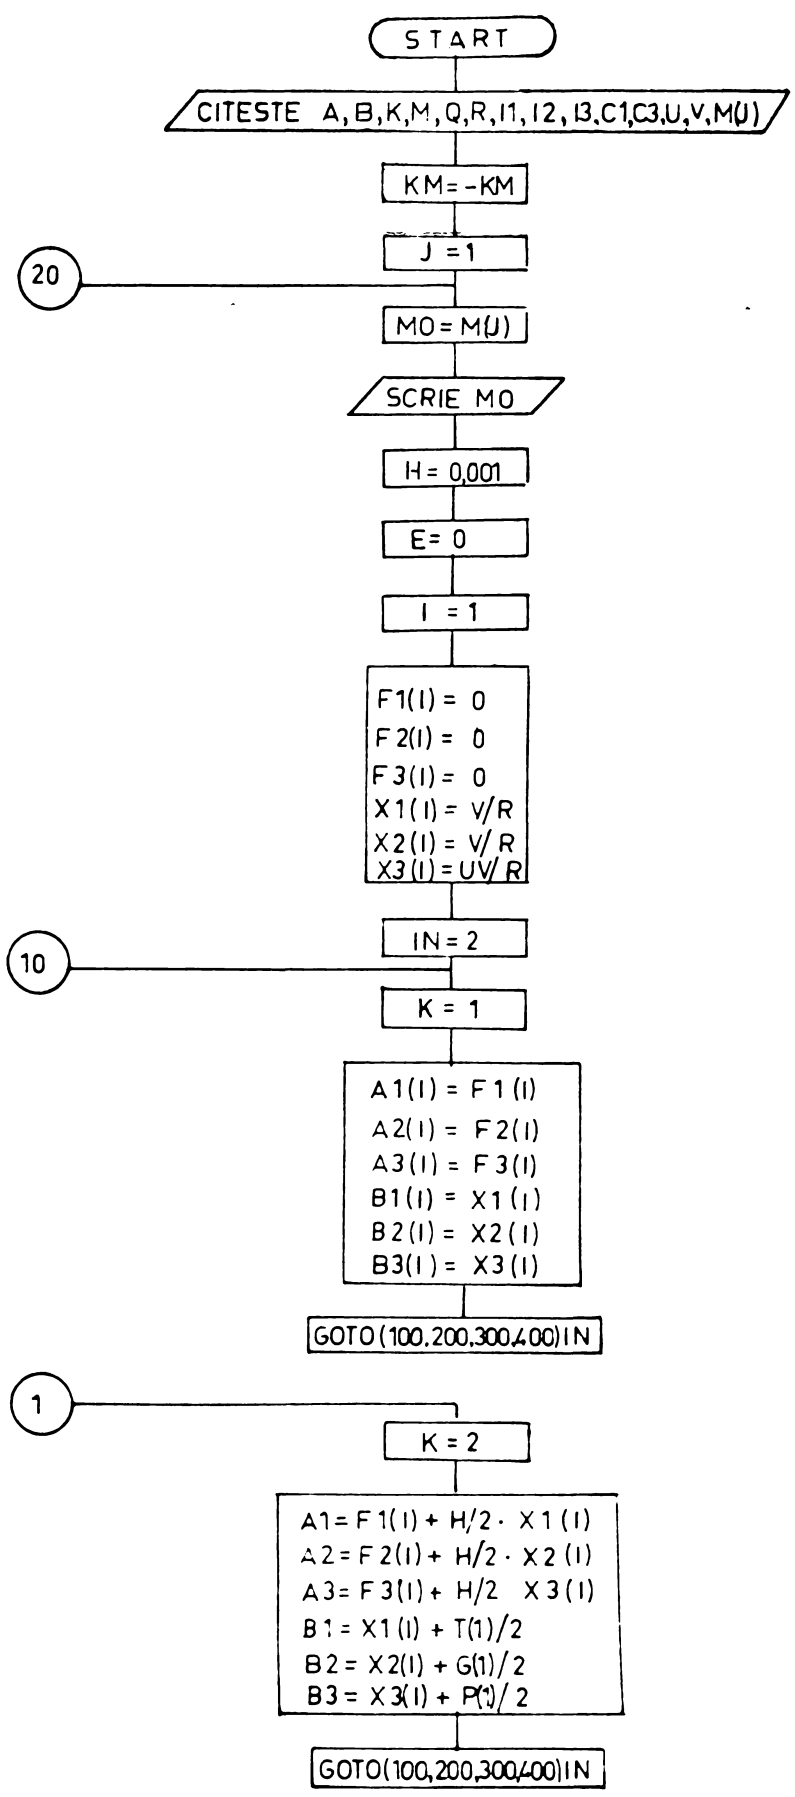 START
CITESTE A,B,K,M,Q,R,I1,I2,I3,C1,C3,U,V,M(J)
KM=-KM
J=1
20
M0=M(J)
SCRIE M0
H=0,001
E=0
I=1
F1(I)=0
F2(I)=0
F3(I)=0
X1(I)=V/R
X2(I)=V/R
X3(I)=UV/R
IN=2
10
K=1
A1(I)=F1(I)
A2(I)=F2(I)
A3(I)=F3(I)
B1(I)=X1(I)
B2(I)=X2(I)
B3(I)=X3(I)
GOTO(100,200,300,400)IN
1
K=2
A1=F1(I)+H/2·X1(I)
A2=F2(I)+H/2·X2(I)
A3=F3(I)+H/2 X3(I)
B1=X1(I)+T(1)/2
B2=X2(I)+G(1)/2
B3=X3(I)+P(1)/2
GOTO(100,200,300,400)IN